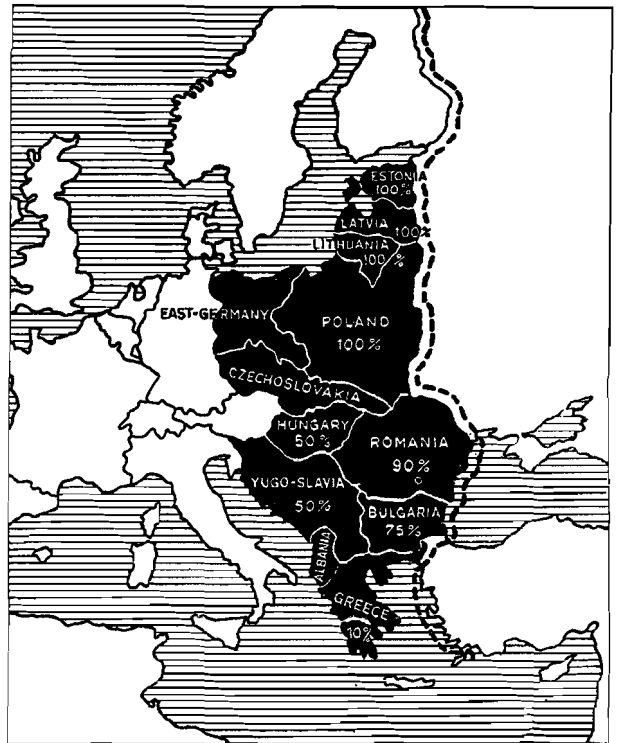 ESTONIA
100%
LATVIA 100%
LITHUANIA
100%
EAST-GERMANY
POLAND
100%
CZECHOSLOVAKIA
HUNGARY
50%
ROMANIA
90%
YUGO-SLAVIA
50%
BULGARIA
75%
ALBANIA
GREECE
10%